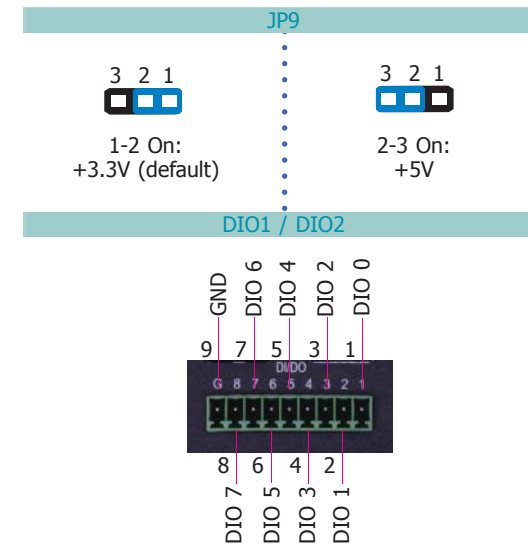 JP9
3 2 1
3 2 1
1-2 On:
+3.3V (default)
2-3 On:
+5V
DIO1 / DIO2
GND
DIO 6
DIO 4
DIO 2
DIO 0
9 7 5 3 1
DI/DO
G 8 7 6 5 4 3 2 1
8 6 4 2
DIO 7
DIO 5
DIO 3
DIO 1